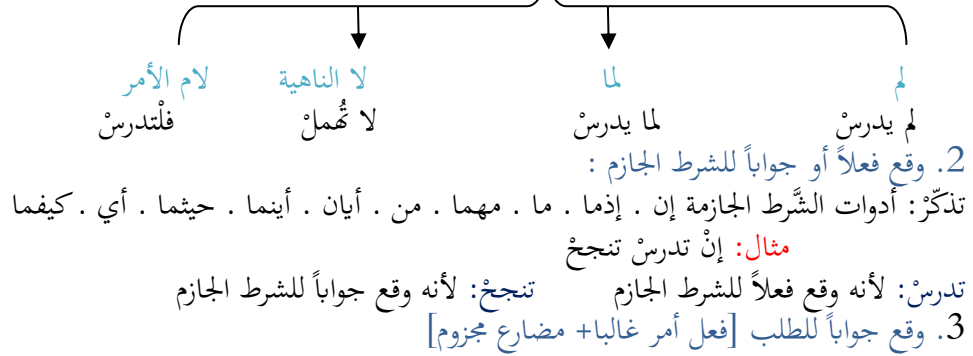 لم لما لا الناهية لام الأمر
لم يدرسْ لما يدرسْ لا تُهملْ فلْتدرسْ
2. وقع فعلاً أو جواباً للشرط الجازم :
تذكّرْ: أدوات الشَّرط الجازمة إن . إذما . ما . مهما . من . أيان . أينما . حيثما . أي . كيفما
مثال: إنْ تدرسْ تنجحْ
تدرسْ: لأنه وقع فعلاً للشرط الجازم تنجحْ: لأنه وقع جواباً للشرط الجازم
3. وقع جواباً للطلب [فعل أمر غالبا+ مضارع مجزوم]